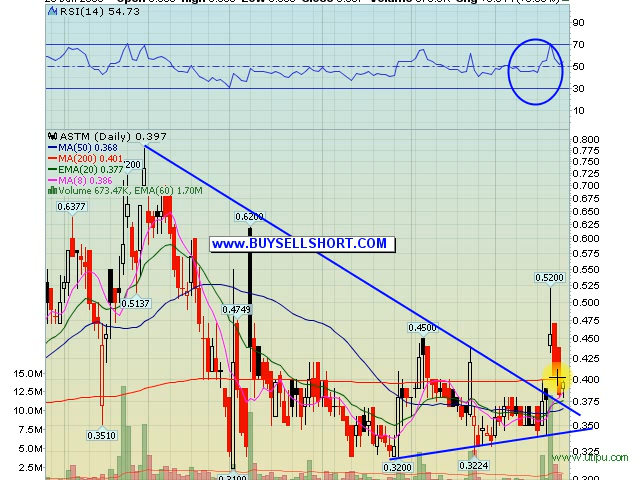 RSI(14) 54.73
90
70
50
30
10
ASTM (Daily) 0.397
MA(50) 0.368
MA(200) 0.401
EMA(20) 0.377
MA(8) 0.386
Volume 673.47K, EMA(60) 1.70M
200
0.6377
0.6200
www.BUYSELLSHORT.COM
0.5137
0.4749
0.5200
0.4500
0.3510
0.3200
0.3224
0.800
0.775
0.750
0.725
0.700
0.675
0.650
0.625
0.600
0.575
0.550
0.525
0.500
0.475
0.450
0.425
0.400
0.375
0.350
0.325
0.300
15.0M
12.5M
10.0M
7.5M
5.0M
2.5M
www.utipu.com